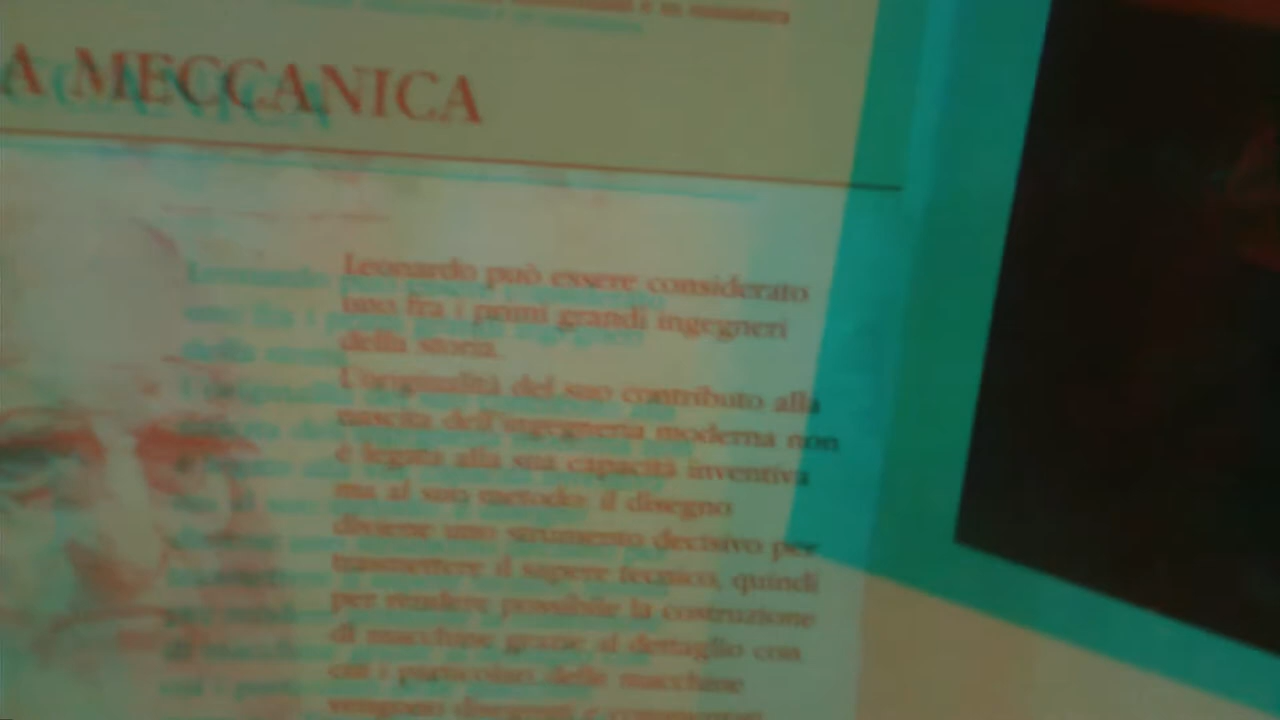 A MECCANICA
Leonardo può essere considerato
uno fra i primi grandi ingegneri
della storia.
L'originalità del suo contributo alla
nascita dell'ingegneria moderna non
è legata alla sua capacità inventiva
ma al suo metodo: il disegno
diviene uno strumento decisivo per
trasmettere il sapere tecnico, quindi
per rendere possibile la costruzione
di macchine grazie al dettaglio con
cui i particolari delle macchine
vengono disegnati e commentati